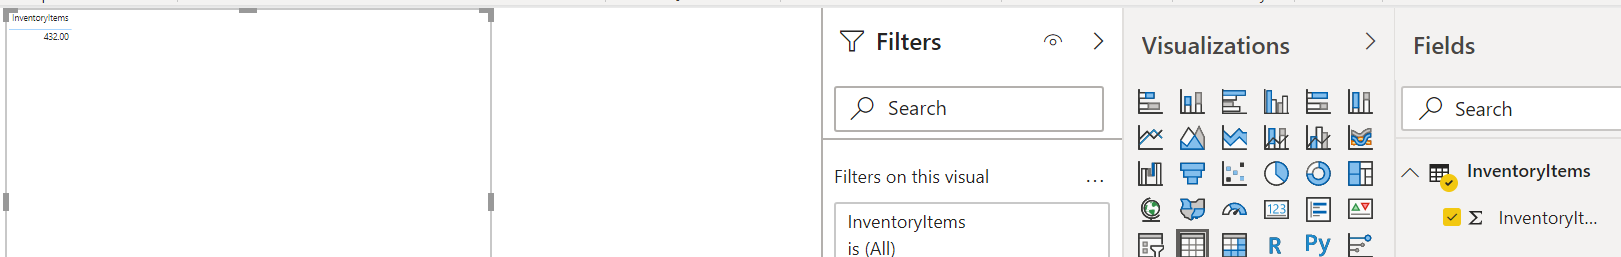 InventoryItems
432.00
Filters
Search
Filters on this visual
...
InventoryItems
is (All)
Visualizations
123
R
Py
Fields
Search
InventoryItems
Σ InventoryIt...